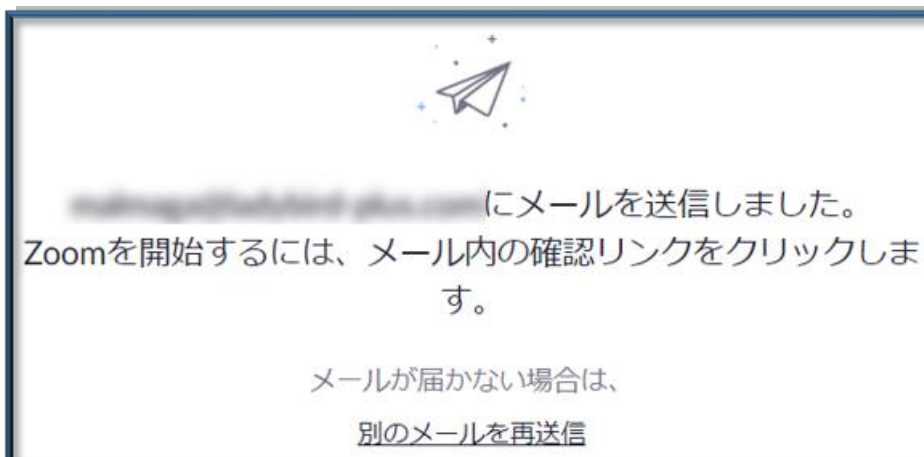 にメールを送信しました。
Zoomを開始するには、メール内の確認リンクをクリックしま
す。
メールが届かない場合は、
別のメールを再送信